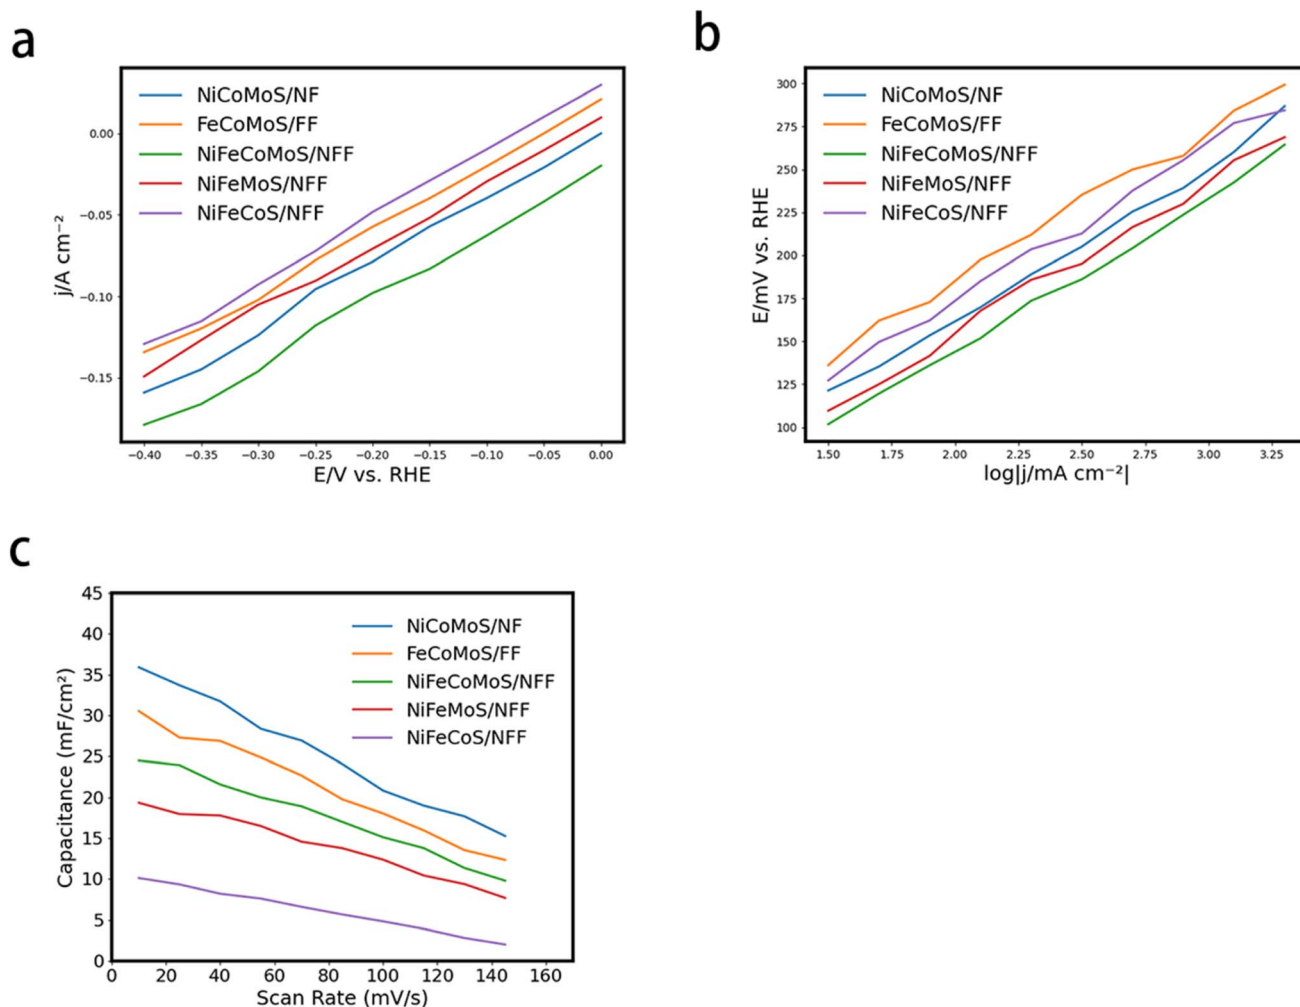 a
NiCoMoS/NF
FeCoMoS/FF
NiFeCoMoS/NFF
NiFeMoS/NFF
NiFeCoS/NFF
0.00
−0.05
−0.10
−0.15
j/A cm⁻²
−0.40 −0.35 −0.30 −0.25 −0.20 −0.15 −0.10 −0.05 0.00
E/V vs. RHE
b
NiCoMoS/NF
FeCoMoS/FF
NiFeCoMoS/NFF
NiFeMoS/NFF
NiFeCoS/NFF
300
275
250
225
200
175
150
125
100
E/mV vs. RHE
1.50 1.75 2.00 2.25 2.50 2.75 3.00 3.25
log|j/mA cm⁻²|
c
NiCoMoS/NF
FeCoMoS/FF
NiFeCoMoS/NFF
NiFeMoS/NFF
NiFeCoS/NFF
45
40
35
30
25
20
15
10
5
0
Capacitance (mF/cm²)
0 20 40 60 80 100 120 140 160
Scan Rate (mV/s)